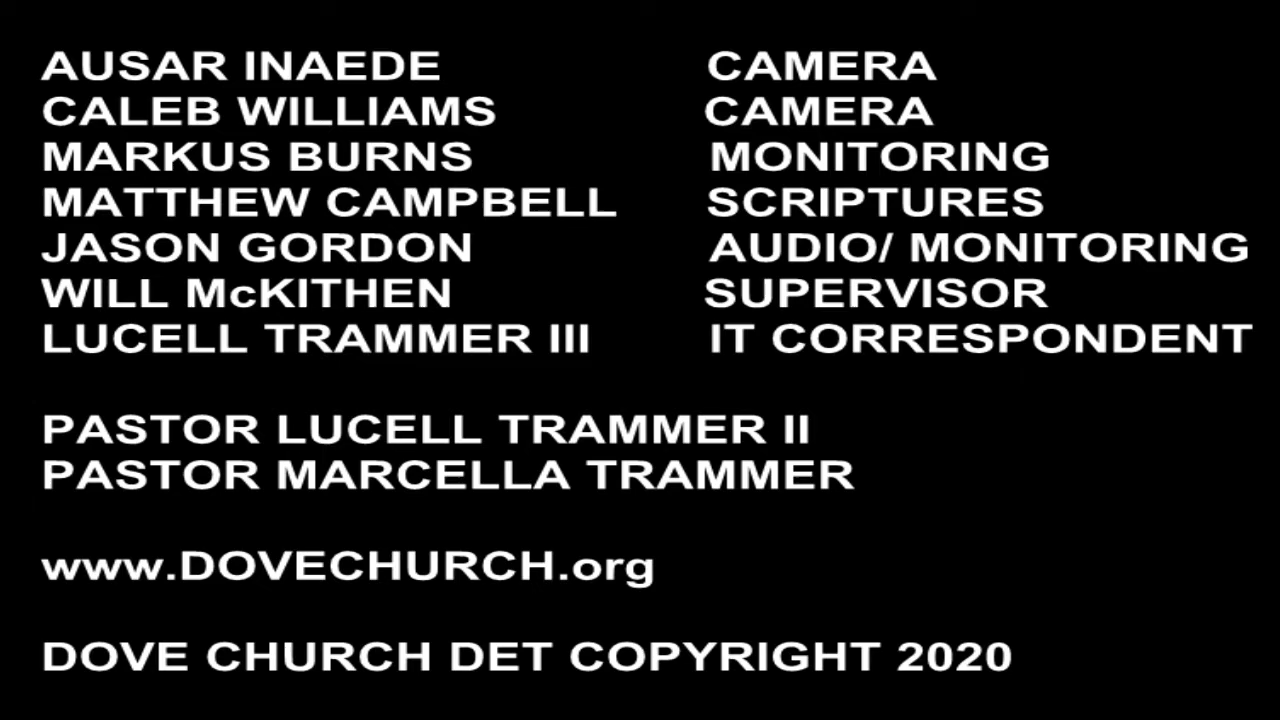 AUSAR INAEDE CAMERA
CALEB WILLIAMS CAMERA
MARKUS BURNS MONITORING
MATTHEW CAMPBELL SCRIPTURES
JASON GORDON AUDIO/ MONITORING
WILL McKITHEN SUPERVISOR
LUCELL TRAMMER III IT CORRESPONDENT
PASTOR LUCELL TRAMMER II
PASTOR MARCELLA TRAMMER
www.DOVECHURCH.org
DOVE CHURCH DET COPYRIGHT 2020